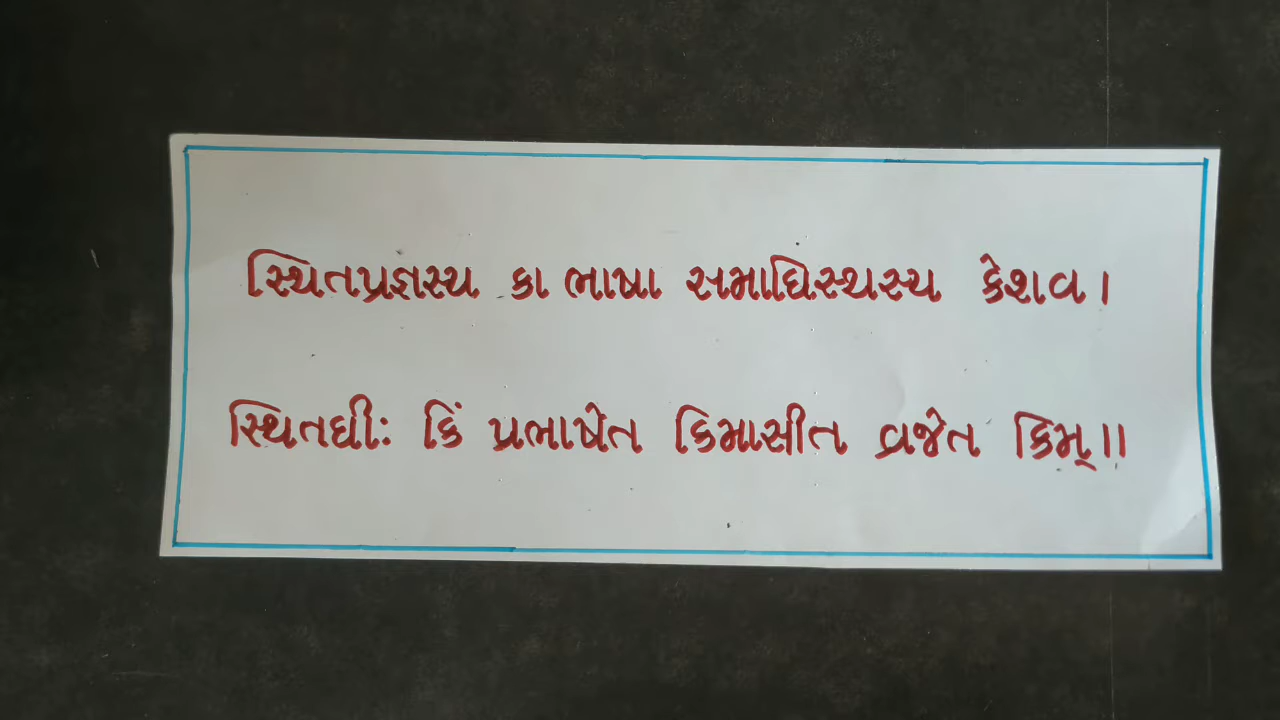 સ્થિતપ્રજ્ઞસ્ય કા ભાષા સમાધિસ્થસ્ય કેશવ।
સ્થિતધીઃ કિં પ્રભાષેત કિમાસીત વ્રજેત કિમ્॥